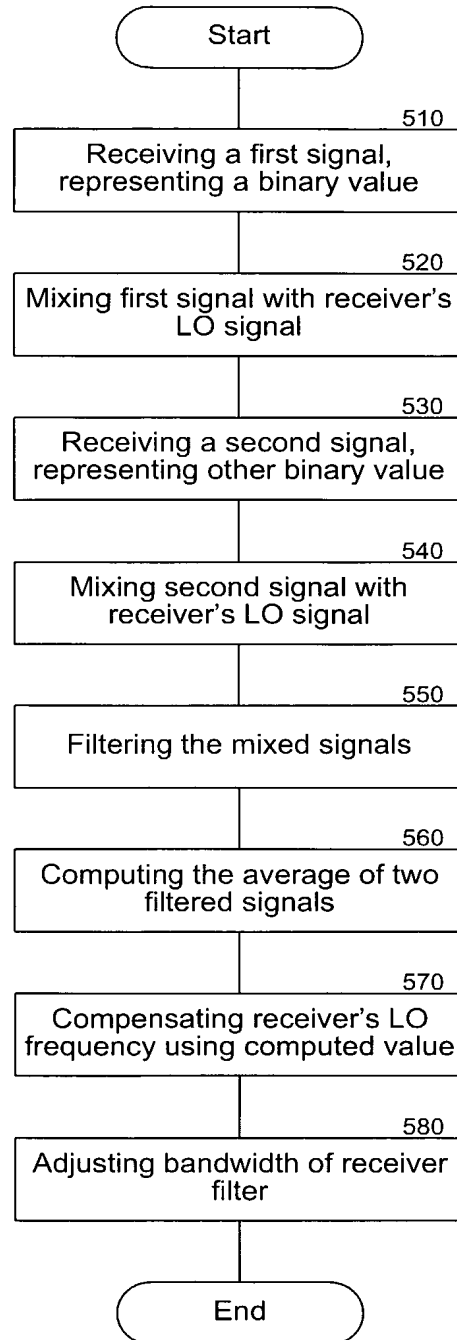 Start
510
Receiving a first signal,
representing a binary value
520
Mixing first signal with receiver's
LO signal
530
Receiving a second signal,
representing other binary value
540
Mixing second signal with
receiver's LO signal
550
Filtering the mixed signals
560
Computing the average of two
filtered signals
570
Compensating receiver's LO
frequency using computed value
580
Adjusting bandwidth of receiver
filter
End